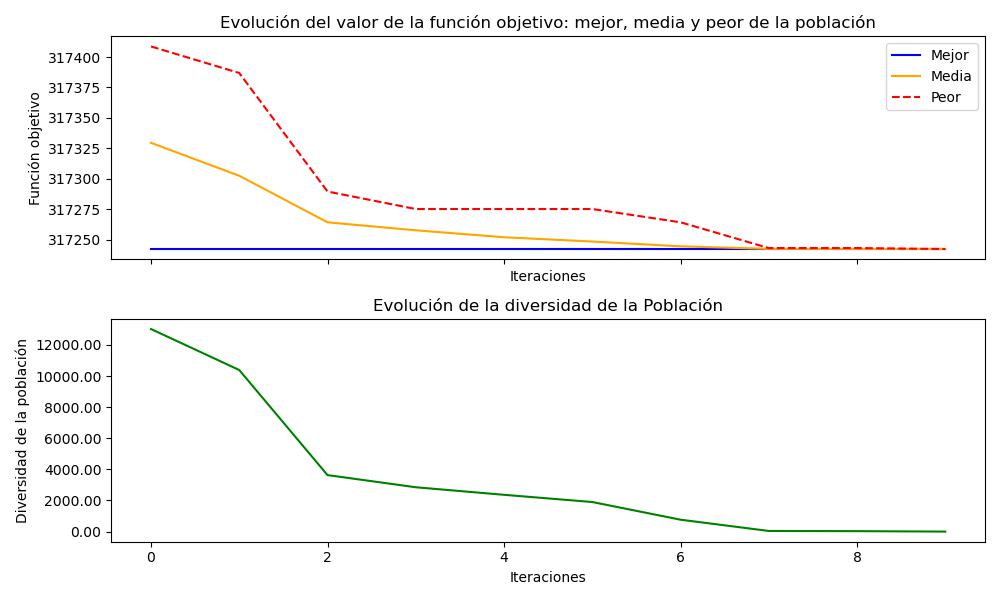 Evolución del valor de la función objetivo: mejor, media y peor de la población
317400
317375
317350
317325
317300
317275
317250
Función objetivo
Mejor
Media
Peor
Iteraciones
Evolución de la diversidad de la Población
12000.00
10000.00
8000.00
6000.00
4000.00
2000.00
0.00
Diversidad de la población
0 2 4 6 8
Iteraciones